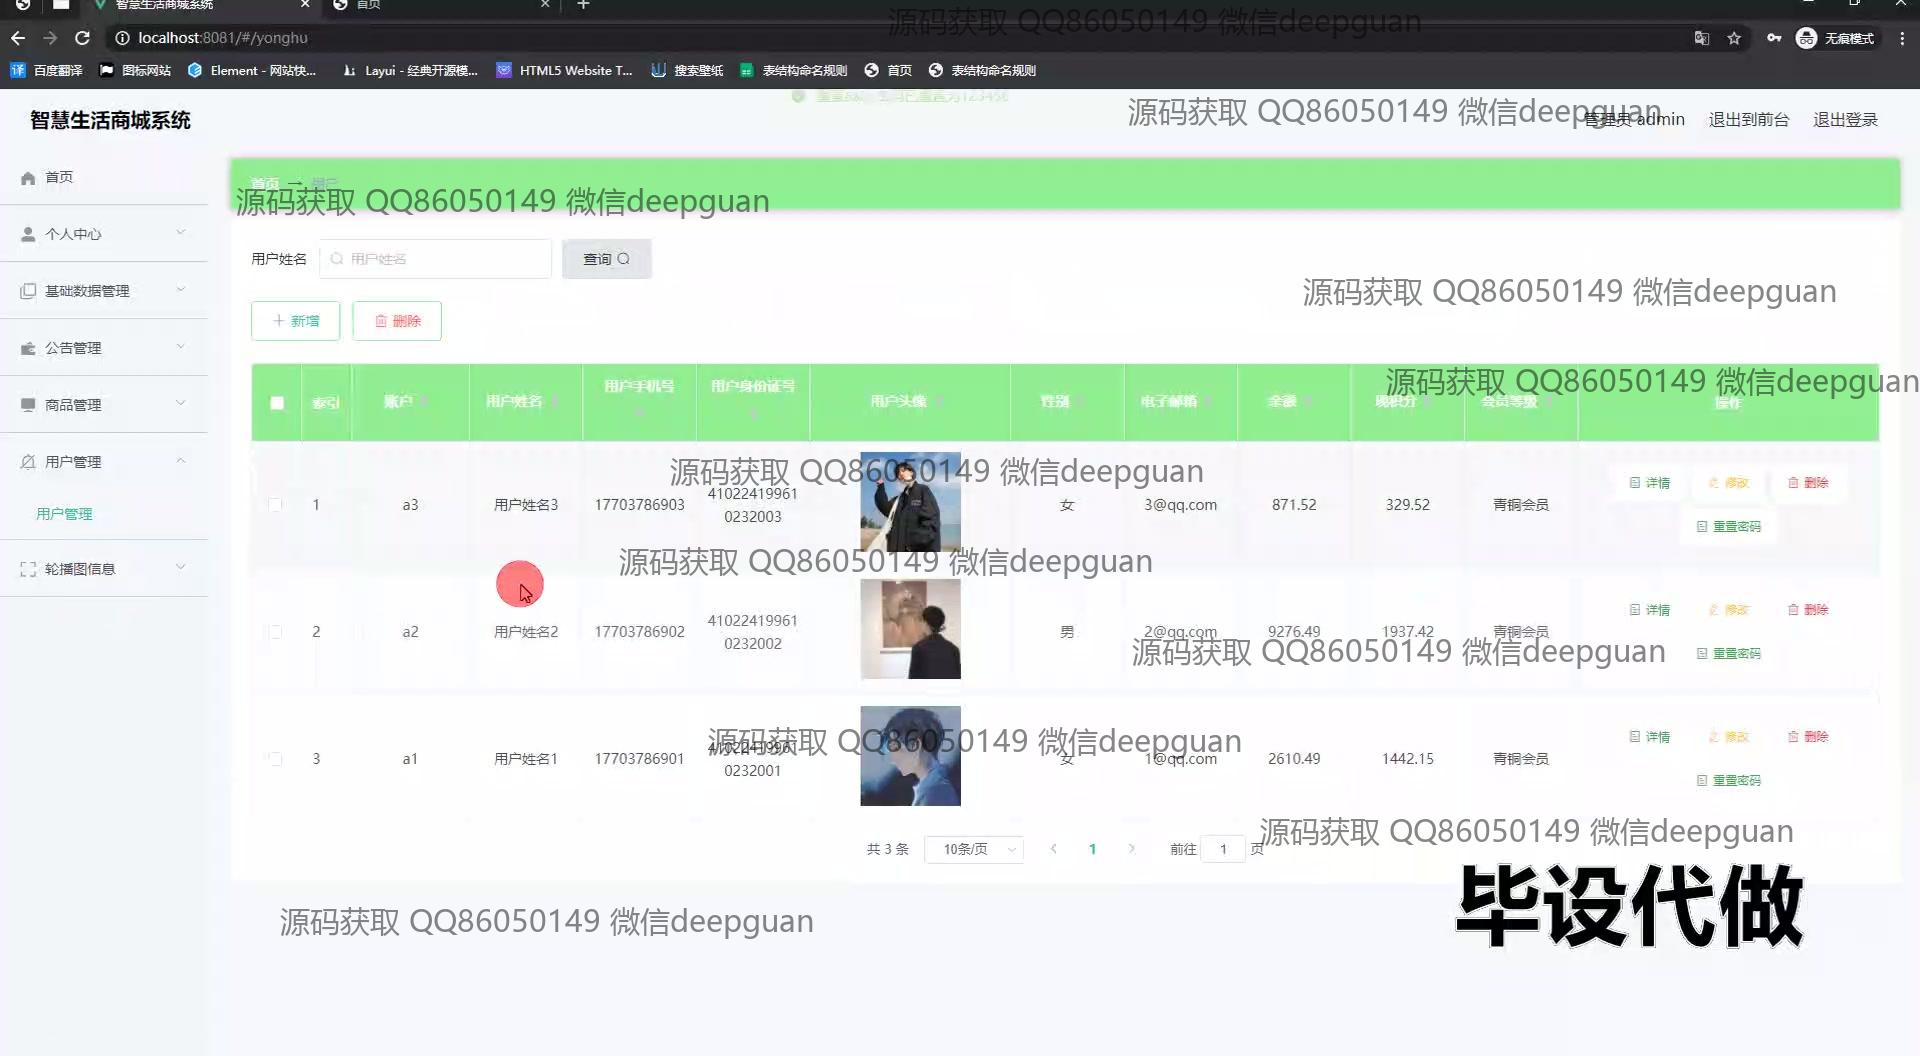 智慧生活商城系统
首页
localhost:8081/#/yonghu
无痕模式
百度翻译
图标网站
Element - 网站快...
Layui - 经典开源模...
HTML5 Website T...
搜索壁纸
表结构命名规则
首页
表结构命名规则
源码获取 QQ86050149 微信deepguan
智慧生活商城系统
源码获取 QQ86050149 微信deepguan
管理员 admin
退出到前台
退出登录
首页
个人中心
基础数据管理
公告管理
商品管理
用户管理
用户管理
轮播图信息
首页 →
源码获取 QQ86050149 微信deepguan
用户姓名
用户姓名
查询
源码获取 QQ86050149 微信deepguan
新增
删除
源码获取 QQ86050149 微信deepguan
索引
账户
用户姓名
用户手机号
用户身份证号
用户头像
性别
电子邮箱
余额
现积分
会员等级
操作
源码获取 QQ86050149 微信deepguan
1
a3
用户姓名3
17703786903
41022419961
0232003
女
3@qq.com
871.52
329.52
青铜会员
详情
修改
删除
重置密码
源码获取 QQ86050149 微信deepguan
2
a2
用户姓名2
17703786902
41022419961
0232002
男
2@qq.com
9276.49
1937.42
青铜会员
详情
修改
删除
重置密码
源码获取 QQ86050149 微信deepguan
源码获取 QQ86050149 微信deepguan
3
a1
用户姓名1
17703786901
41022419961
0232001
女
1@qq.com
2610.49
1442.15
青铜会员
详情
修改
删除
重置密码
共 3 条
10条/页
1
前往
1
页
源码获取 QQ86050149 微信deepguan
毕设代做
源码获取 QQ86050149 微信deepguan